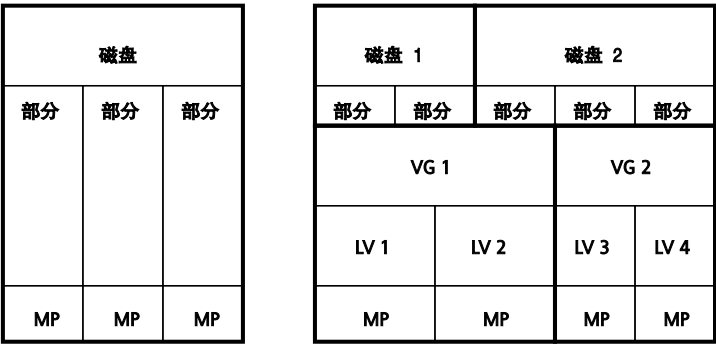 磁盘
部分 部分 部分
MP MP MP
磁盘 1 磁盘 2
部分 部分 部分 部分 部分
VG 1 VG 2
LV 1 LV 2 LV 3 LV 4
MP MP MP MP